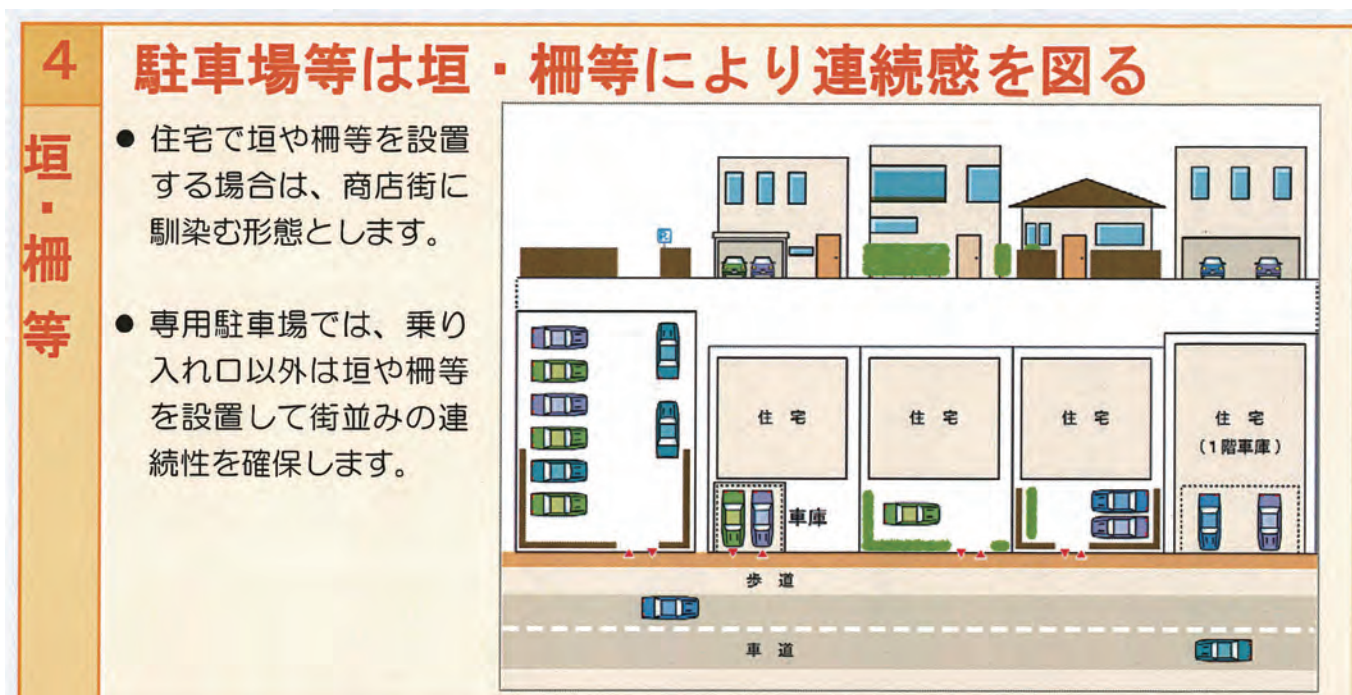 4
駐車場等は垣・柵等により連続感を図る
垣・柵等
● 住宅で垣や柵等を設置
する場合は、商店街に
馴染む形態とします。
● 専用駐車場では、乗り
入れ口以外は垣や柵等
を設置して街並みの連
続性を確保します。
P
住宅
住宅
住宅
住宅
（1階車庫）
車庫
歩道
車道